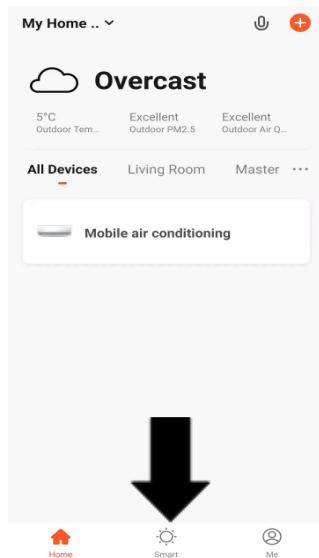 My Home ..
Overcast
5°C Excellent Excellent
Outdoor Tem... Outdoor PM2.5 Outdoor Air Q...
All Devices Living Room Master ...
Mobile air conditioning
Home Smart Me